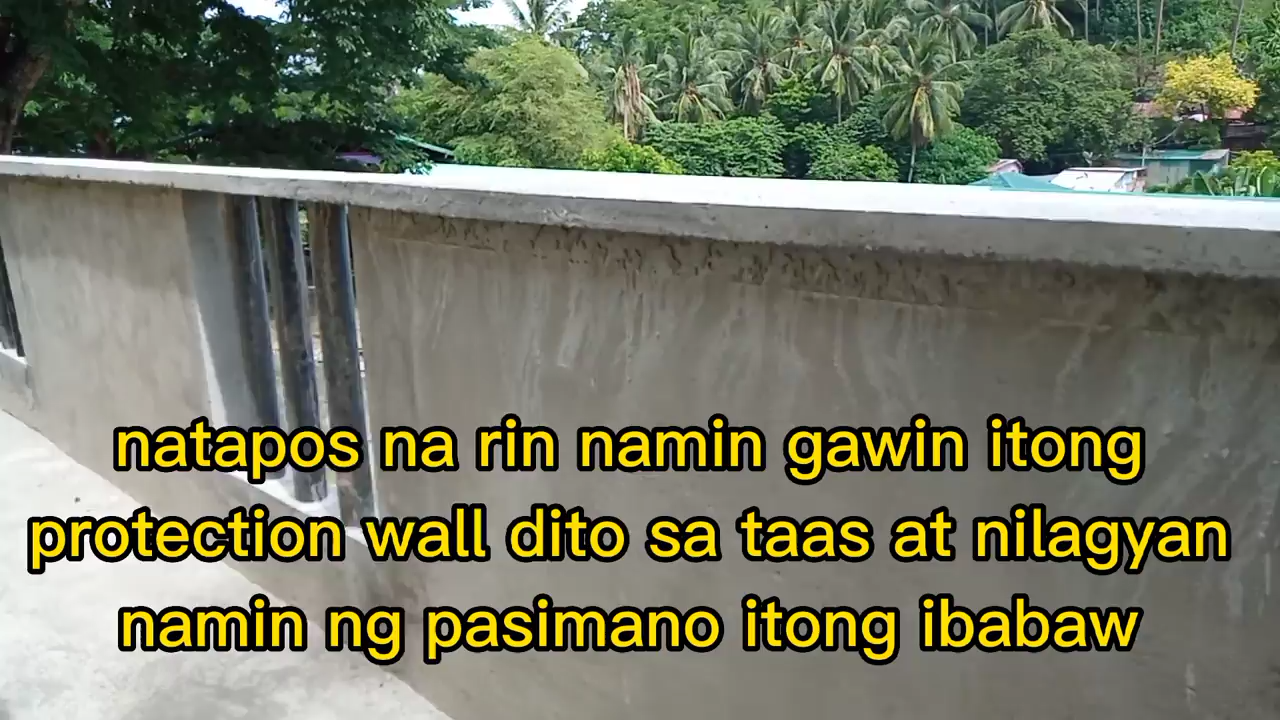 natapos na rin namin gawin itong
protection wall dito sa taas at nilagyan
namin ng pasimano itong ibabaw